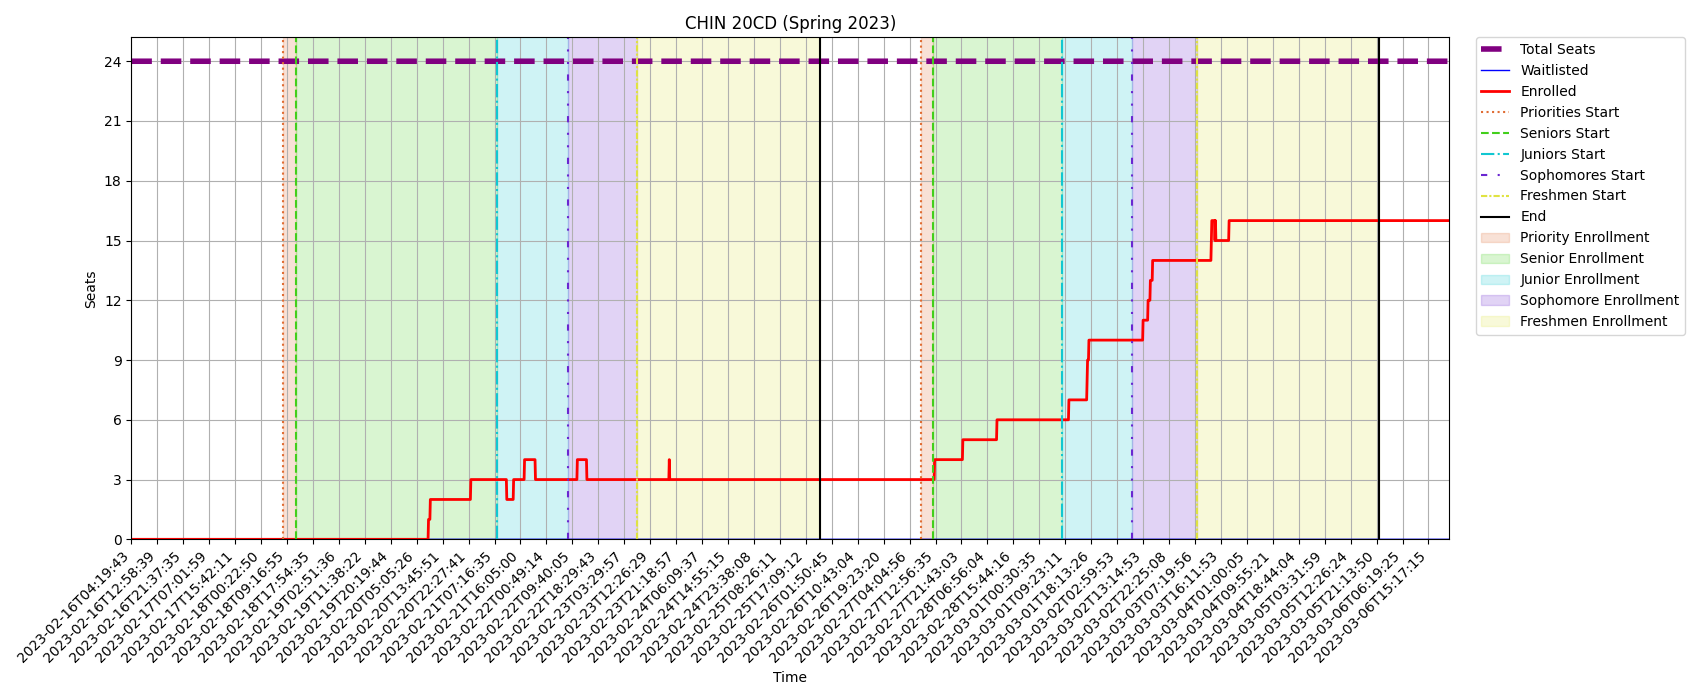 CHIN 20CD (Spring 2023)
Seats
24
21
18
15
12
9
6
3
0
2023-02-16T04:19:43
2023-02-16T12:58:39
2023-02-16T21:37:35
2023-02-17T07:01:59
2023-02-17T15:42:11
2023-02-18T00:22:50
2023-02-18T09:16:55
2023-02-18T17:54:35
2023-02-19T02:51:36
2023-02-19T11:38:22
2023-02-19T20:19:44
2023-02-20T05:05:26
2023-02-20T13:45:51
2023-02-20T22:27:41
2023-02-21T07:16:35
2023-02-21T16:05:00
2023-02-22T00:49:14
2023-02-22T09:40:05
2023-02-22T18:29:43
2023-02-23T03:29:57
2023-02-23T12:26:29
2023-02-23T21:18:57
2023-02-24T06:09:37
2023-02-24T14:55:15
2023-02-24T23:38:08
2023-02-25T08:26:11
2023-02-25T17:09:12
2023-02-26T01:50:45
2023-02-26T10:43:04
2023-02-26T19:23:20
2023-02-27T04:04:56
2023-02-27T12:56:35
2023-02-27T21:43:03
2023-02-28T06:56:04
2023-02-28T15:44:16
2023-03-01T00:30:35
2023-03-01T09:23:11
2023-03-01T18:13:26
2023-03-02T02:59:53
2023-03-02T13:14:53
2023-03-02T22:25:08
2023-03-03T07:19:56
2023-03-03T16:11:53
2023-03-04T01:00:05
2023-03-04T09:55:21
2023-03-04T18:44:04
2023-03-05T03:31:59
2023-03-05T12:26:24
2023-03-05T21:13:50
2023-03-06T06:19:25
2023-03-06T15:17:15
Time
Total Seats
Waitlisted
Enrolled
Priorities Start
Seniors Start
Juniors Start
Sophomores Start
Freshmen Start
End
Priority Enrollment
Senior Enrollment
Junior Enrollment
Sophomore Enrollment
Freshmen Enrollment